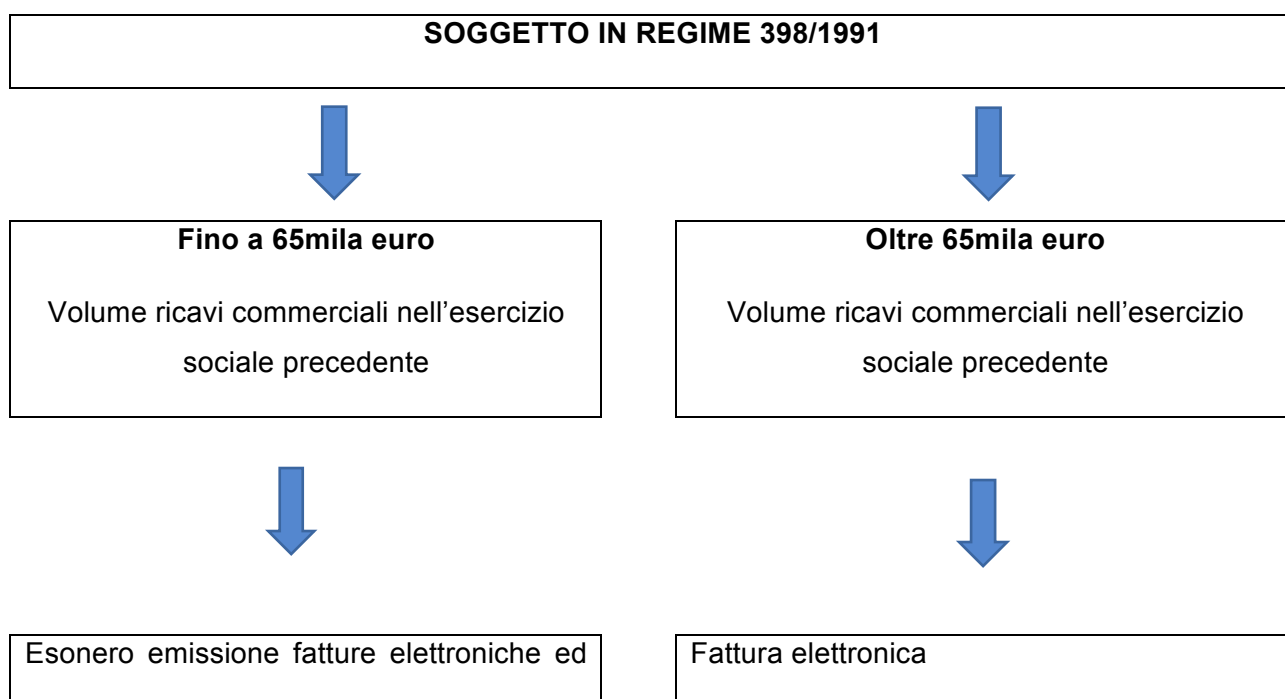 SOGGETTO IN REGIME 398/1991
Fino a 65mila euro
Volume ricavi commerciali nell’esercizio
sociale precedente
Oltre 65mila euro
Volume ricavi commerciali nell’esercizio
sociale precedente
Esonero emissione fatture elettroniche ed
Fattura elettronica